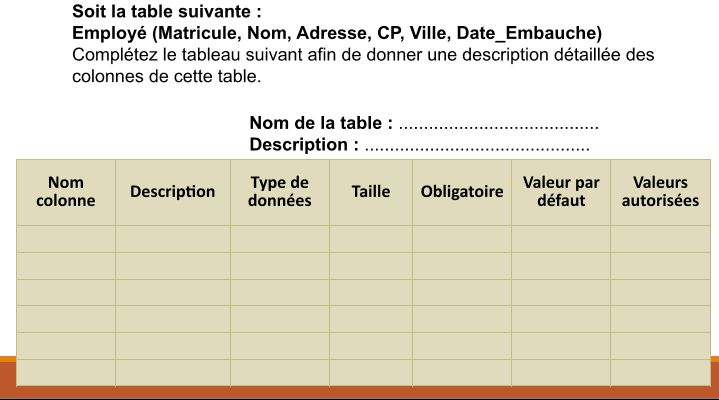 Soit la table suivante :
Employé (Matricule, Nom, Adresse, CP, Ville, Date_Embauche)
Complétez le tableau suivant afin de donner une description détaillée des
colonnes de cette table.
Nom de la table : ........................................
Description : .............................................
Nom colonne Description Type de données Taille Obligatoire Valeur par défaut Valeurs autorisées